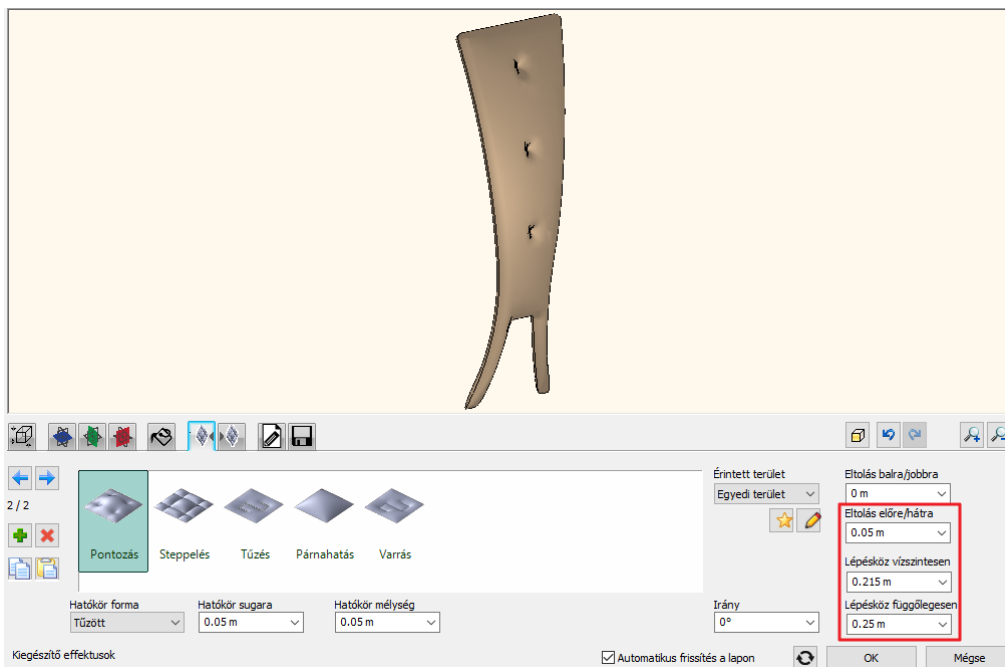 Érintett terület
Egyedi terület
Eltolás balra/jobbra
0 m
2 / 2
Eltolás előre/hátra
0.05 m
Pontozás
Steppelés
Tűzés
Párnahatás
Varrás
Lépésköz vízszintesen
0.215 m
Hatókör forma
Tűzött
Hatókör sugara
0.05 m
Hatókör mélység
0.05 m
Irány
0°
Lépésköz függőlegesen
0.25 m
Kiegészítő effektusok
Automatikus frissítés a lapon
OK
Mégse